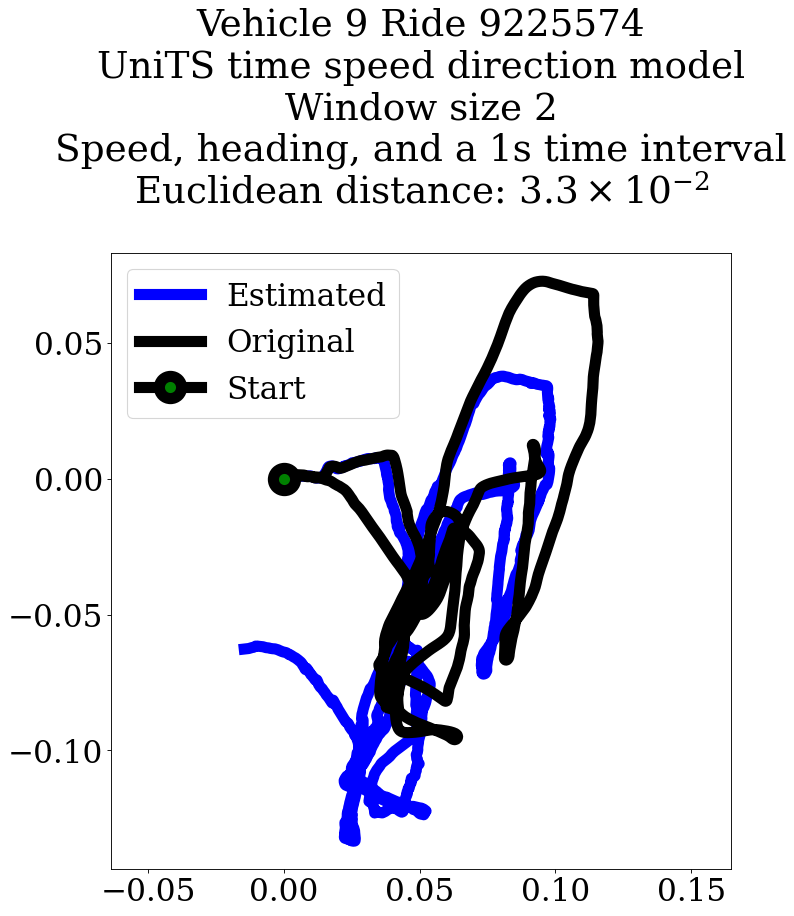 Vehicle 9 Ride 9225574
UniTS time speed direction model
Window size 2
Speed, heading, and a 1s time interval
Euclidean distance: $3.3 \times 10^{-2}$
Estimated
Original
Start
0.05
0.00
−0.05
−0.10
−0.05 0.00 0.05 0.10 0.15